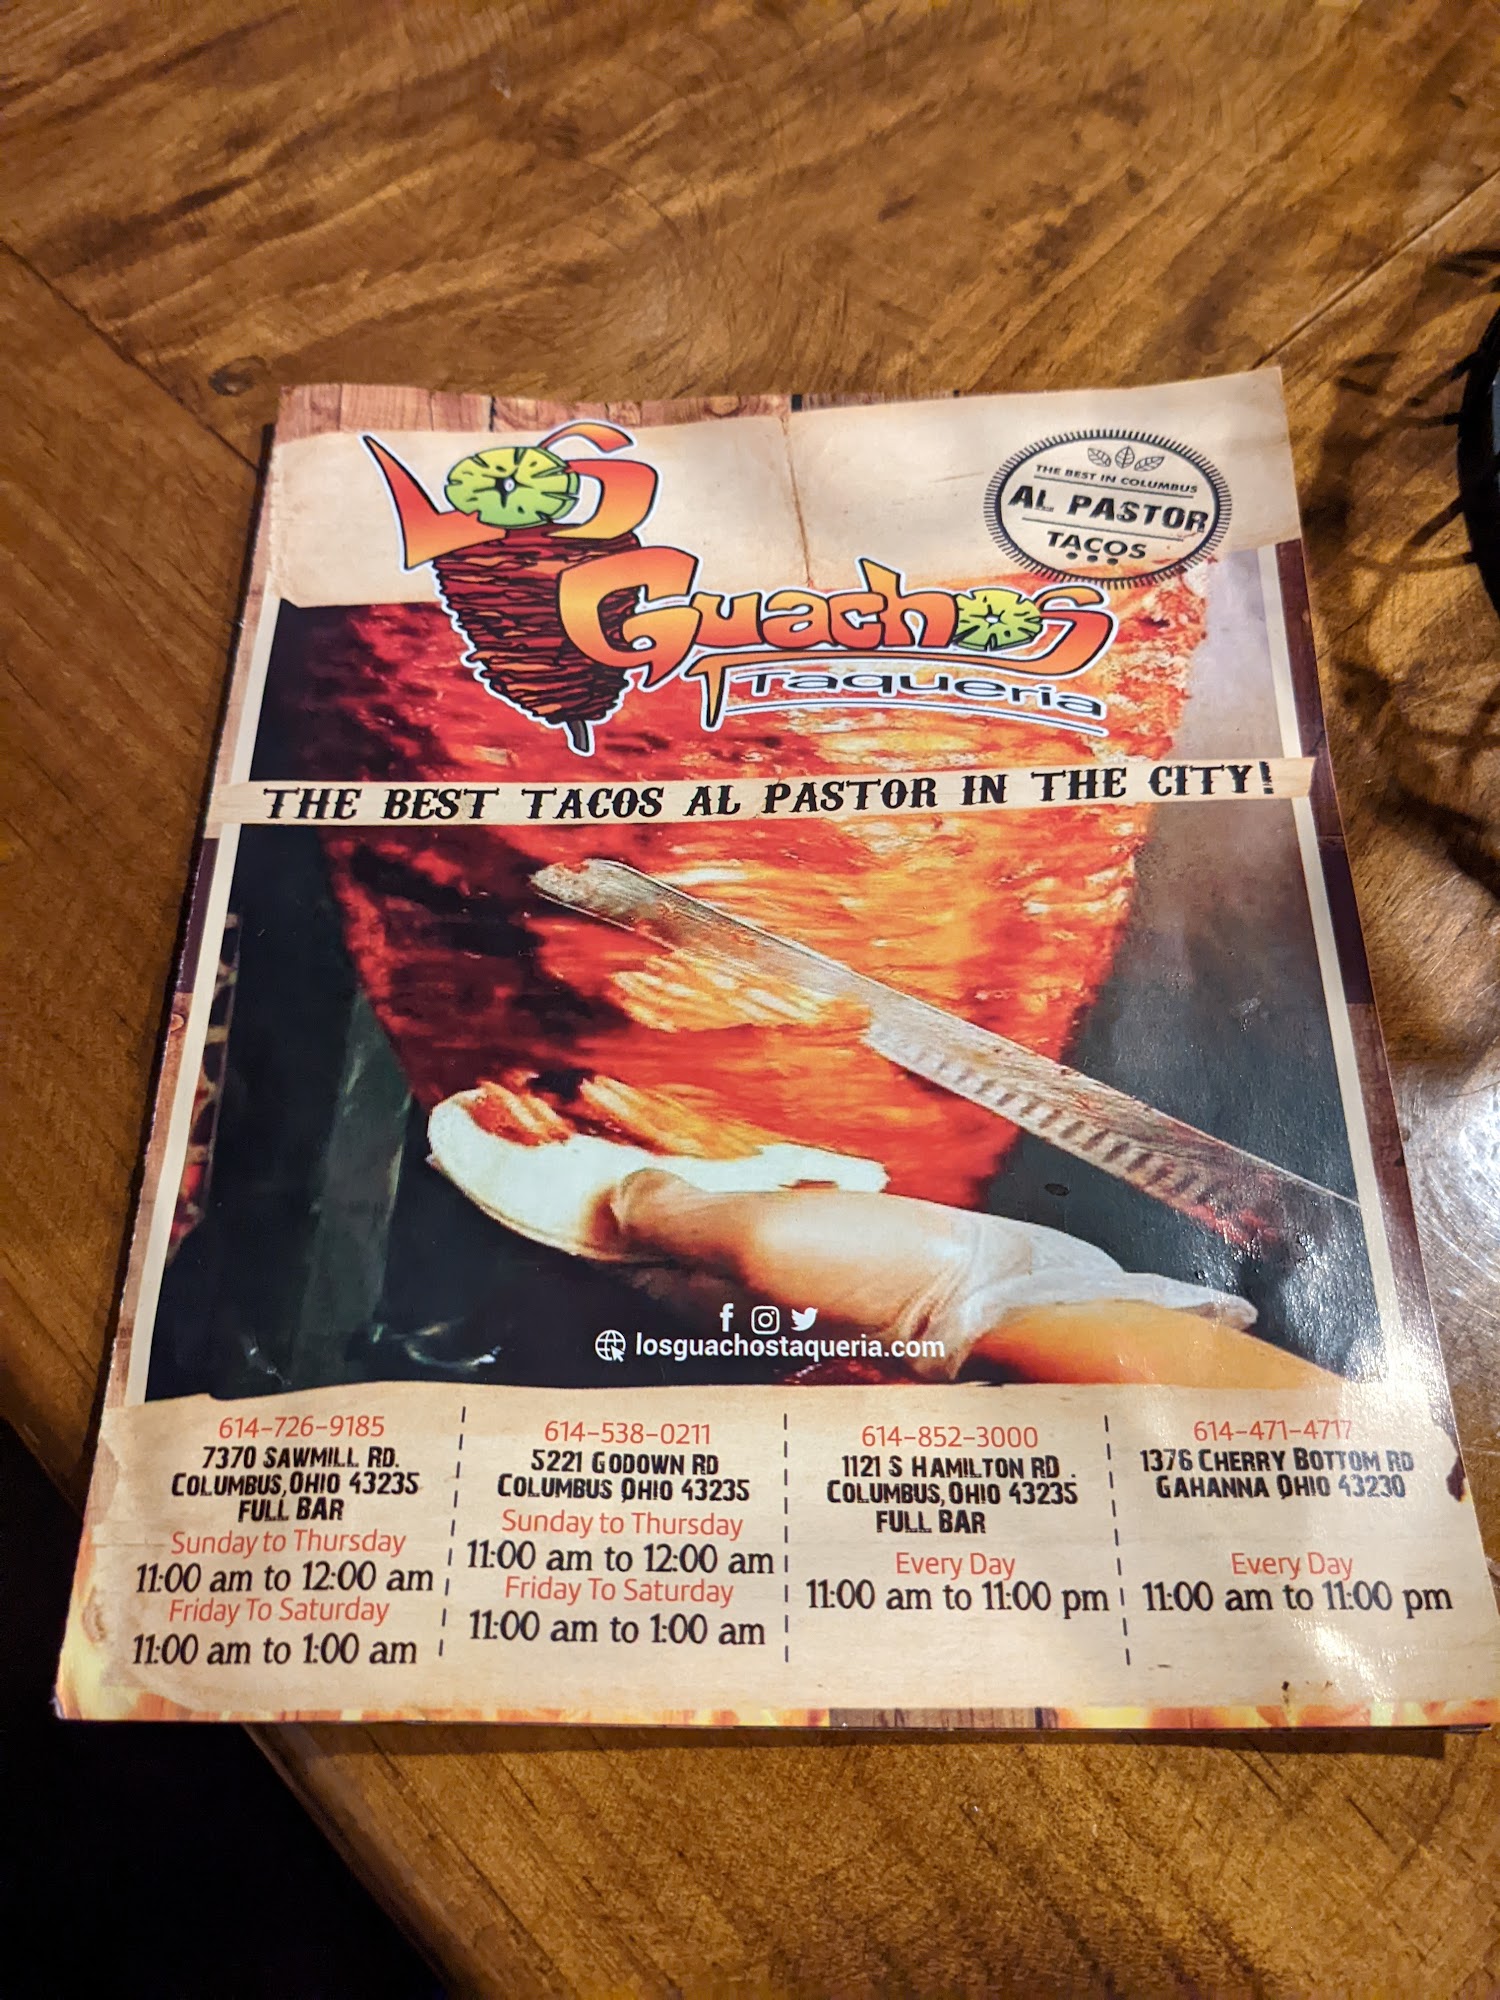 Los
Guachos
Taqueria
THE BEST IN COLUMBUS
AL PASTOR
TACOS
THE BEST TACOS AL PASTOR IN THE CITY!
losguachostaqueria.com
614-726-9185
7370 SAWMILL RD.
COLUMBUS, OHIO 43235
FULL BAR
Sunday to Thursday
11:00 am to 12:00 am
Friday To Saturday
11:00 am to 1:00 am
614-538-0211
5221 GODOWN RD
COLUMBUS OHIO 43235
Sunday to Thursday
11:00 am to 12:00 am
Friday To Saturday
11:00 am to 1:00 am
614-852-3000
1121 S HAMILTON RD .
COLUMBUS, OHIO 43235
FULL BAR
Every Day
11:00 am to 11:00 pm
614-471-4717
1376 CHERRY BOTTOM RD
GAHANNA OHIO 43230
Every Day
11:00 am to 11:00 pm